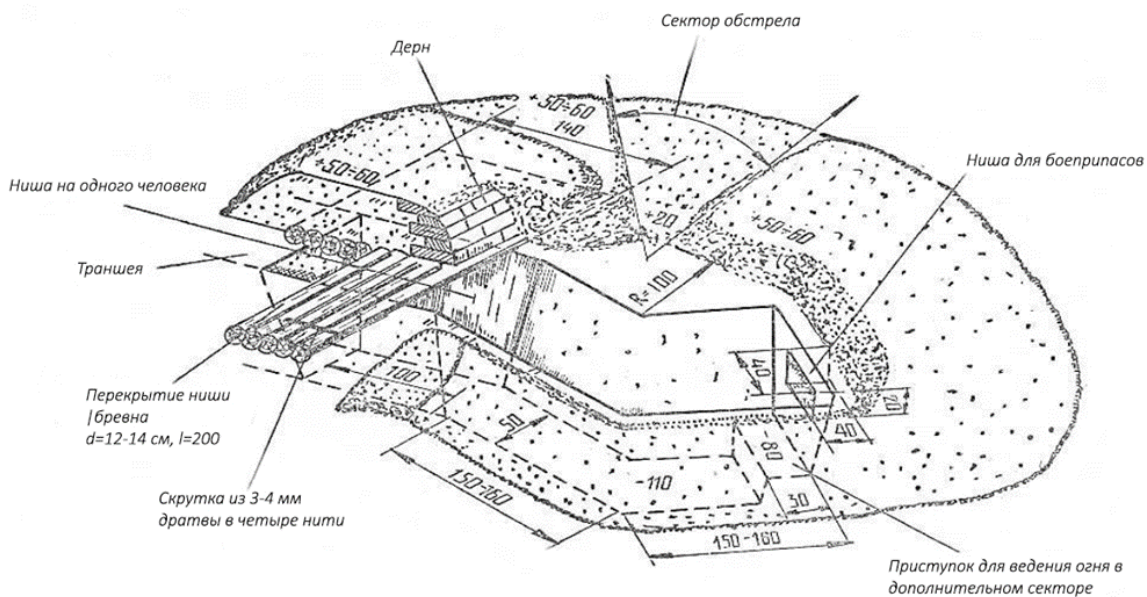 Сектор обстрела
Дерн
+50÷60
140
Ниша для боеприпасов
+50÷60
Ниша на одного человека
+20
+50÷60
Траншея
R=100
40
100
20
Перекрытие ниши
|бревна
d=12-14 см, l=200
50
40
-80
-110
150-160
30
Скрутка из 3-4 мм
дратвы в четыре нити
150-160
Приступок для ведения огня в
дополнительном секторе